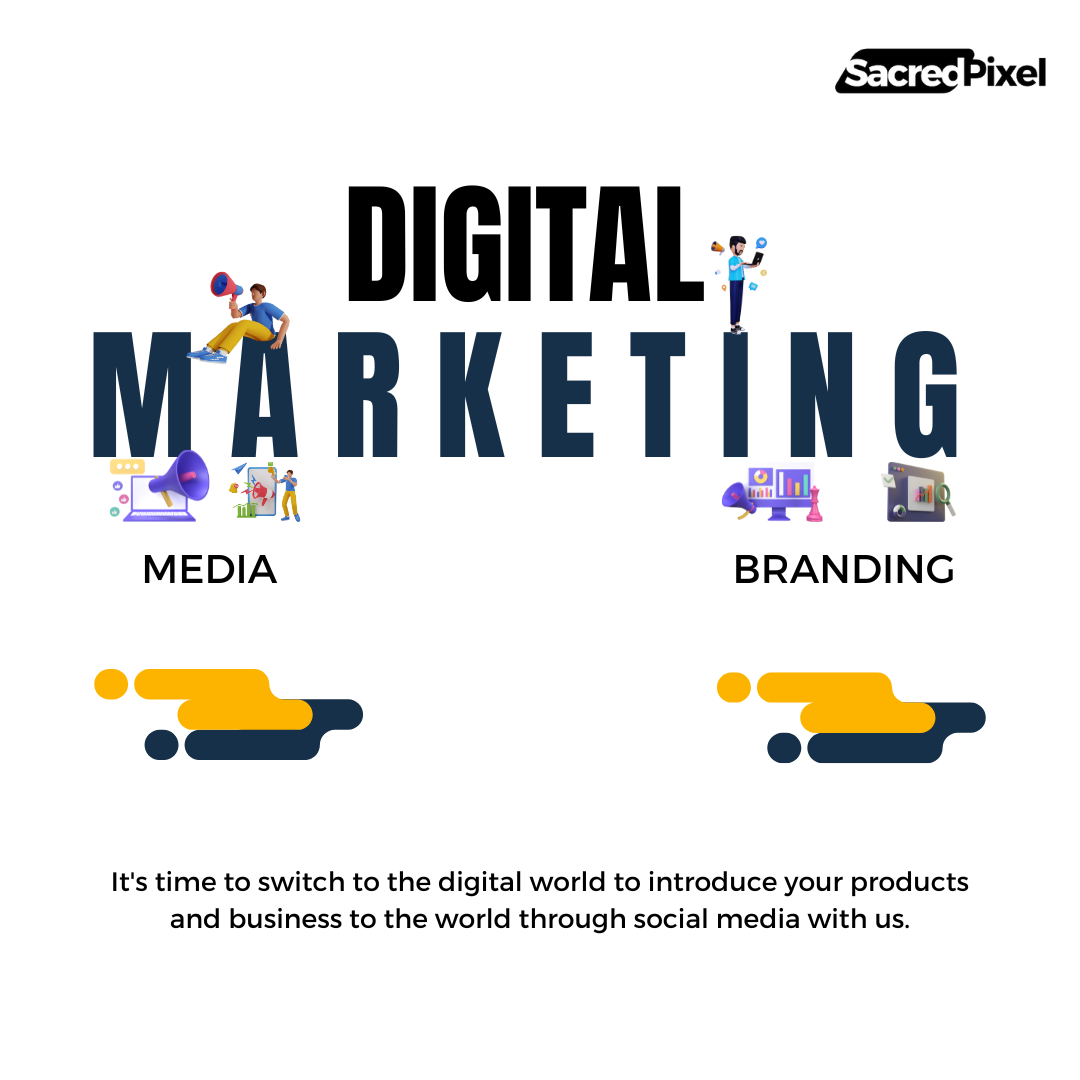 SacredPixel
DIGITAL
MARKETING
MEDIA
BRANDING
It's time to switch to the digital world to introduce your products
and business to the world through social media with us.